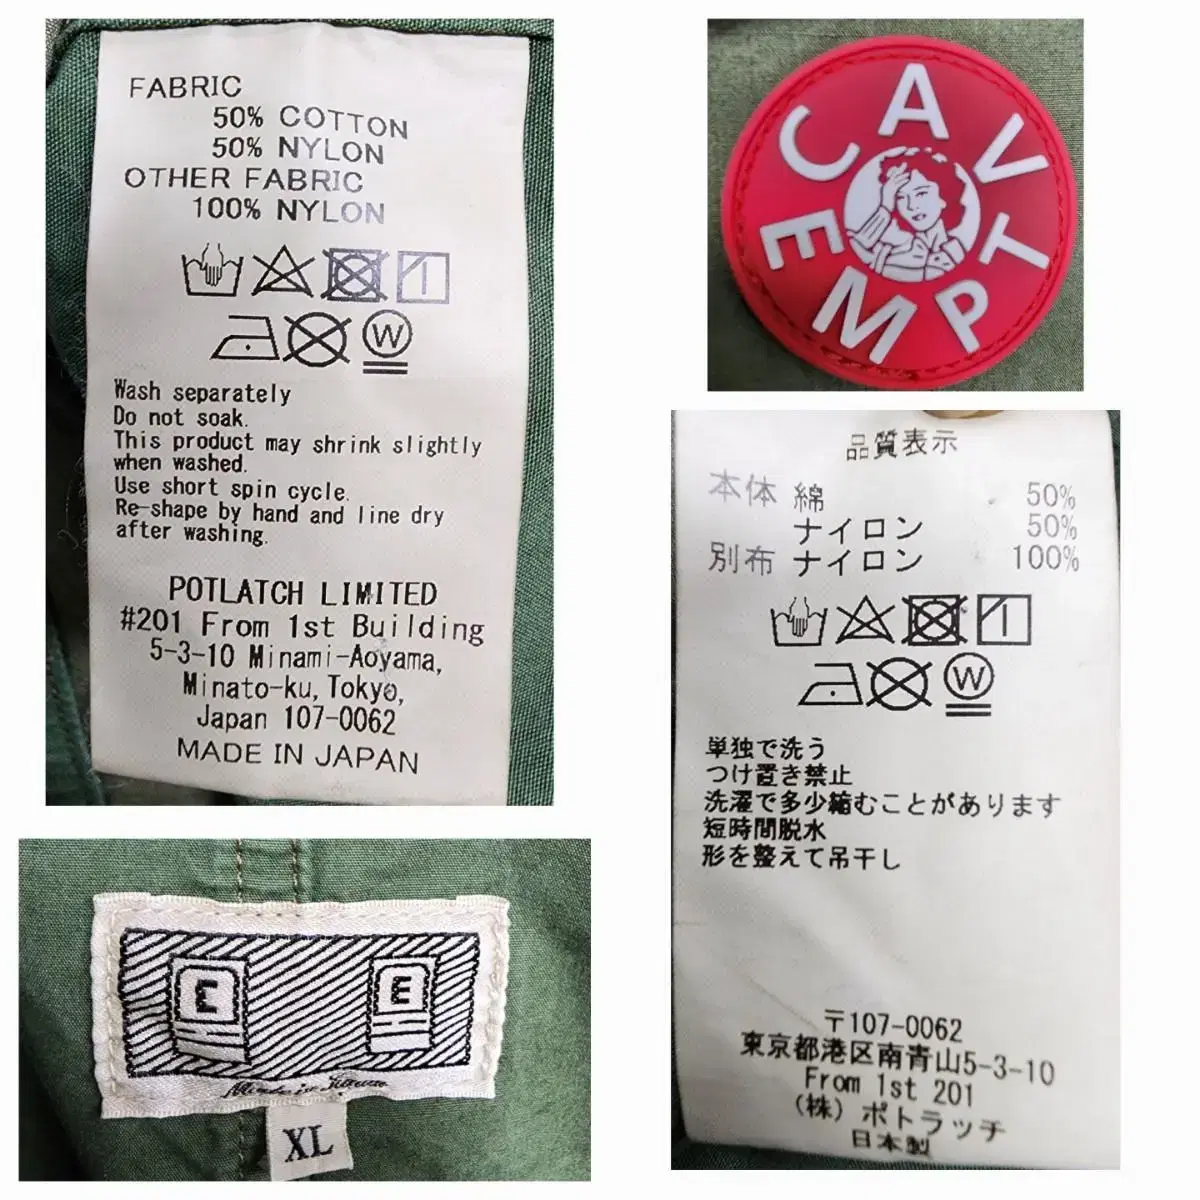 FABRIC
50% COTTON
50% NYLON
OTHER FABRIC
100% NYLON
W
Wash separately
Do not soak.
This product may shrink slightly
when washed.
Use short spin cycle.
Re-shape by hand and line dry
after washing.
POTLATCH LIMITED
#201 From 1st Building
5-3-10 Minami-Aoyama,
Minato-ku, Tokyo,
Japan 107-0062
MADE IN JAPAN
CAV EMPT
品質表示
本体 綿 50%
ナイロン 50%
別布 ナイロン 100%
W
単独で洗う
つけ置き禁止
洗濯で多少縮むことがあります
短時間脱水
形を整えて吊干し
〒107-0062
東京都港区南青山5-3-10
From 1st 201
(株) ポトラッチ
日本製
C E
Made in Japan
XL